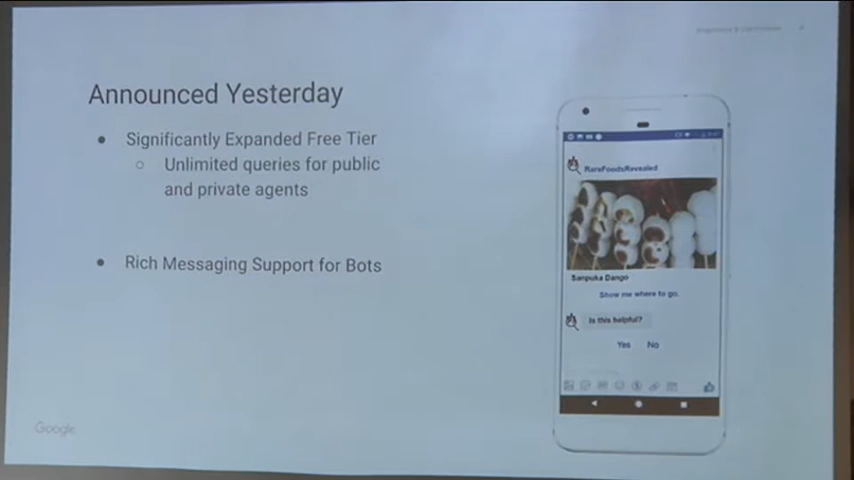 Announced Yesterday
● Significantly Expanded Free Tier
○ Unlimited queries for public
and private agents
● Rich Messaging Support for Bots
RareFoodsRevealed
Sanpuka Dango
Show me where to go.
Is this helpful?
Yes No
Google